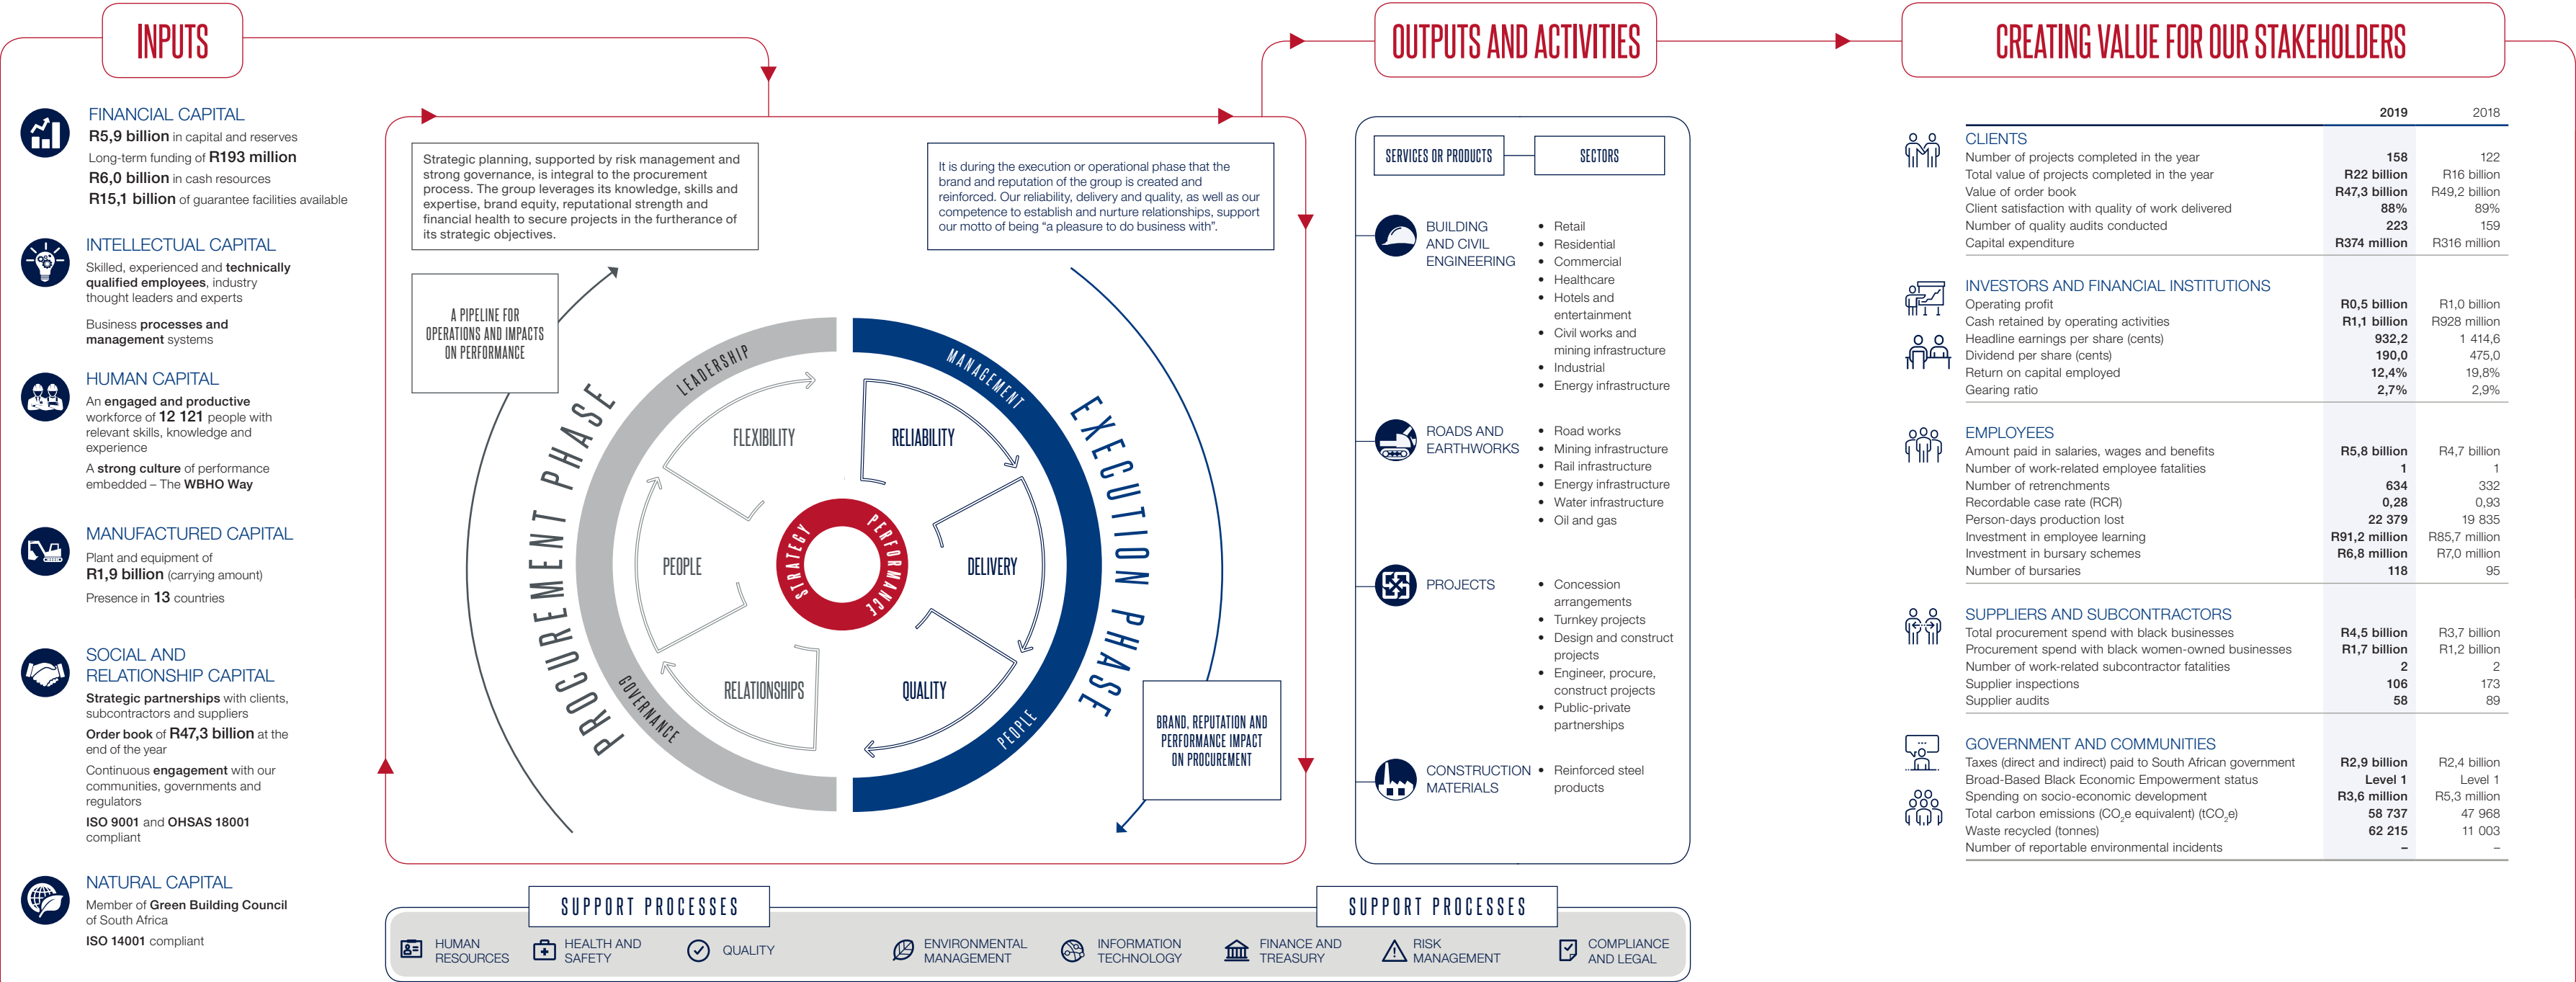 INPUTS
FINANCIAL CAPITAL
R5,9 billion in capital and reserves
Long-term funding of R193 million
R6,0 billion in cash resources
R15,1 billion of guarantee facilities available
INTELLECTUAL CAPITAL
Skilled, experienced and technically
qualified employees, industry
thought leaders and experts
Business processes and
management systems
HUMAN CAPITAL
An engaged and productive
workforce of 12 121 people with
relevant skills, knowledge and
experience
A strong culture of performance
embedded – The WBHO Way
MANUFACTURED CAPITAL
Plant and equipment of
R1,9 billion (carrying amount)
Presence in 13 countries
SOCIAL AND
RELATIONSHIP CAPITAL
Strategic partnerships with clients,
subcontractors and suppliers
Order book of R47,3 billion at the
end of the year
Continuous engagement with our
communities, governments and
regulators
ISO 9001 and OHSAS 18001
compliant
NATURAL CAPITAL
Member of Green Building Council
of South Africa
ISO 14001 compliant
Strategic planning, supported by risk management and
strong governance, is integral to the procurement
process. The group leverages its knowledge, skills and
expertise, brand equity, reputational strength and
financial health to secure projects in the furtherance of
its strategic objectives.
It is during the execution or operational phase that the
brand and reputation of the group is created and
reinforced. Our reliability, delivery and quality, as well as our
competence to establish and nurture relationships, support
our motto of being “a pleasure to do business with”.
A PIPELINE FOR
OPERATIONS AND IMPACTS
ON PERFORMANCE
PROCUREMENT PHASE
LEADERSHIP
GOVERNANCE
MANAGEMENT
PEOPLE
EXECUTION PHASE
FLEXIBILITY
RELIABILITY
PEOPLE
DELIVERY
RELATIONSHIPS
QUALITY
STRATEGY
PERFORMANCE
BRAND, REPUTATION AND
PERFORMANCE IMPACT
ON PROCUREMENT
OUTPUTS AND ACTIVITIES
SERVICES OR PRODUCTS
SECTORS
BUILDING
AND CIVIL
ENGINEERING
• Retail
• Residential
• Commercial
• Healthcare
• Hotels and
entertainment
• Civil works and
mining infrastructure
• Industrial
• Energy infrastructure
ROADS AND
EARTHWORKS
• Road works
• Mining infrastructure
• Rail infrastructure
• Energy infrastructure
• Water infrastructure
• Oil and gas
PROJECTS
• Concession
arrangements
• Turnkey projects
• Design and construct
projects
• Engineer, procure,
construct projects
• Public-private
partnerships
CONSTRUCTION
MATERIALS
• Reinforced steel
products
SUPPORT PROCESSES
SUPPORT PROCESSES
HUMAN
RESOURCES
HEALTH AND
SAFETY
QUALITY
ENVIRONMENTAL
MANAGEMENT
INFORMATION
TECHNOLOGY
FINANCE AND
TREASURY
RISK
MANAGEMENT
COMPLIANCE
AND LEGAL
CREATING VALUE FOR OUR STAKEHOLDERS
2019 2018
CLIENTS
Number of projects completed in the year 158 122
Total value of projects completed in the year R22 billion R16 billion
Value of order book R47,3 billion R49,2 billion
Client satisfaction with quality of work delivered 88% 89%
Number of quality audits conducted 223 159
Capital expenditure R374 million R316 million
INVESTORS AND FINANCIAL INSTITUTIONS
Operating profit R0,5 billion R1,0 billion
Cash retained by operating activities R1,1 billion R928 million
Headline earnings per share (cents) 932,2 1 414,6
Dividend per share (cents) 190,0 475,0
Return on capital employed 12,4% 19,8%
Gearing ratio 2,7% 2,9%
EMPLOYEES
Amount paid in salaries, wages and benefits R5,8 billion R4,7 billion
Number of work-related employee fatalities 1 1
Number of retrenchments 634 332
Recordable case rate (RCR) 0,28 0,93
Person-days production lost 22 379 19 835
Investment in employee learning R91,2 million R85,7 million
Investment in bursary schemes R6,8 million R7,0 million
Number of bursaries 118 95
SUPPLIERS AND SUBCONTRACTORS
Total procurement spend with black businesses R4,5 billion R3,7 billion
Procurement spend with black women-owned businesses R1,7 billion R1,2 billion
Number of work-related subcontractor fatalities 2 2
Supplier inspections 106 173
Supplier audits 58 89
GOVERNMENT AND COMMUNITIES
Taxes (direct and indirect) paid to South African government R2,9 billion R2,4 billion
Broad-Based Black Economic Empowerment status Level 1 Level 1
Spending on socio-economic development R3,6 million R5,3 million
Total carbon emissions (CO₂e equivalent) (tCO₂e) 58 737 47 968
Waste recycled (tonnes) 62 215 11 003
Number of reportable environmental incidents – –